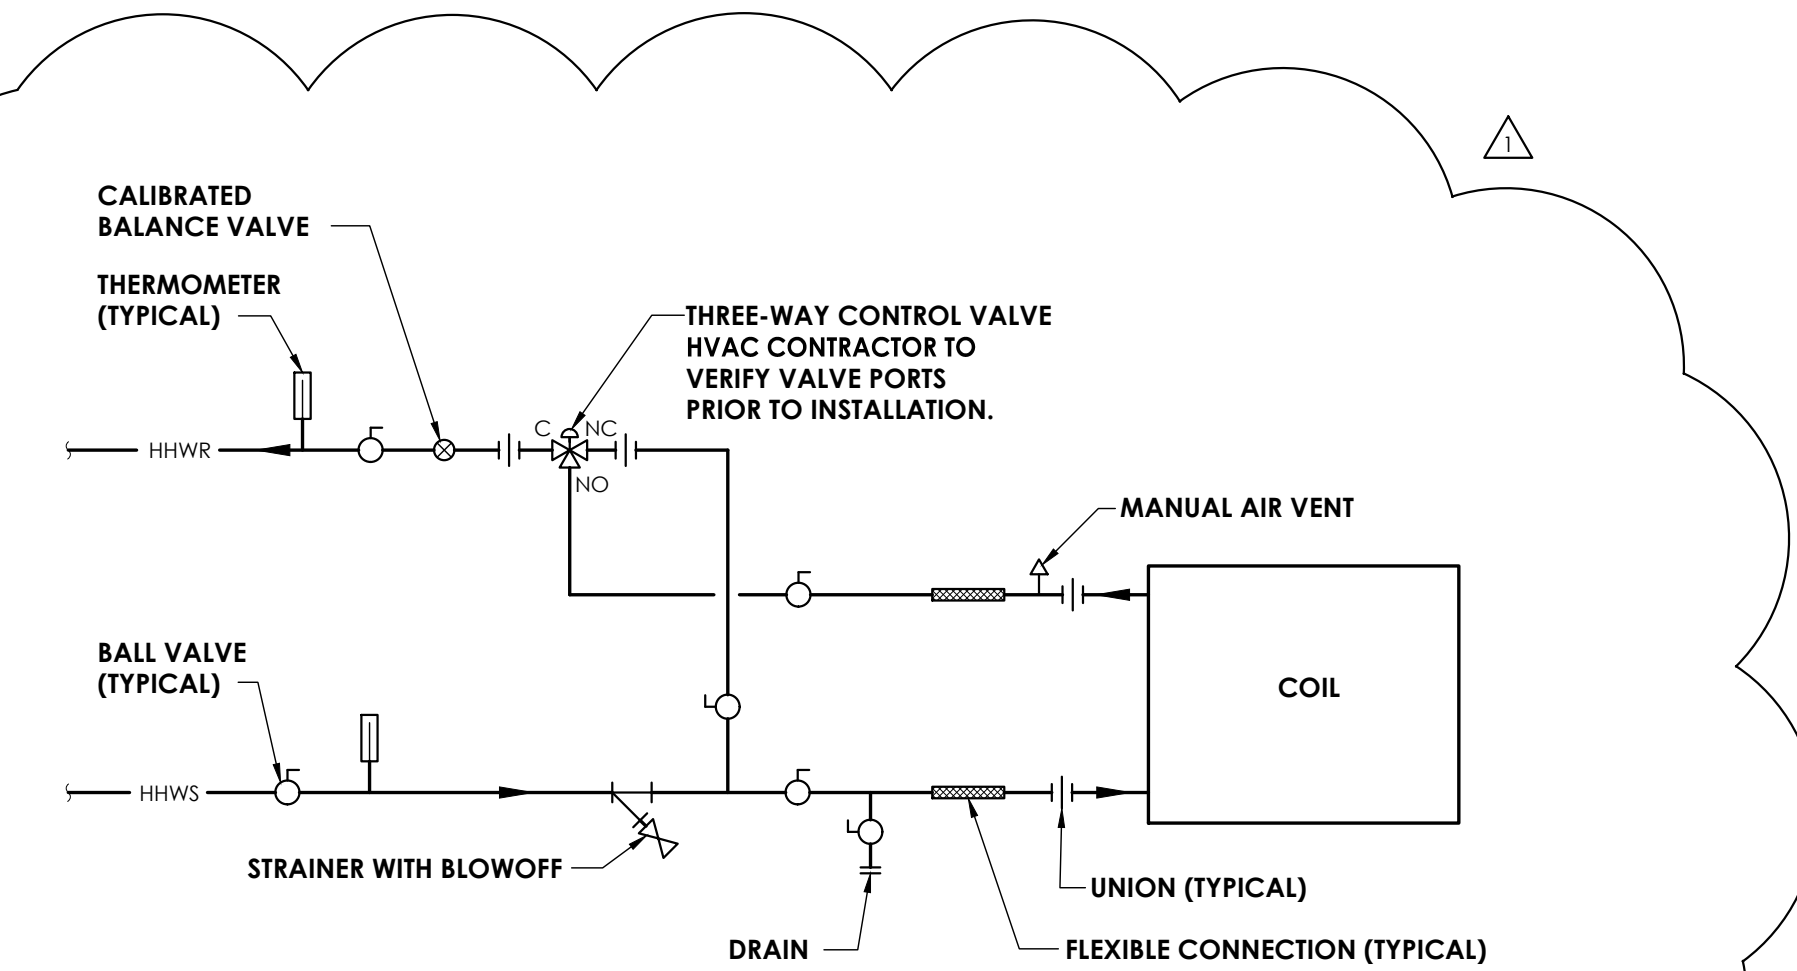 1
CALIBRATED
BALANCE VALVE
THERMOMETER
(TYPICAL)
THREE-WAY CONTROL VALVE
HVAC CONTRACTOR TO
VERIFY VALVE PORTS
PRIOR TO INSTALLATION.
C NC
HHWR
NO
MANUAL AIR VENT
BALL VALVE
(TYPICAL)
COIL
HHWS
STRAINER WITH BLOWOFF
UNION (TYPICAL)
DRAIN
FLEXIBLE CONNECTION (TYPICAL)